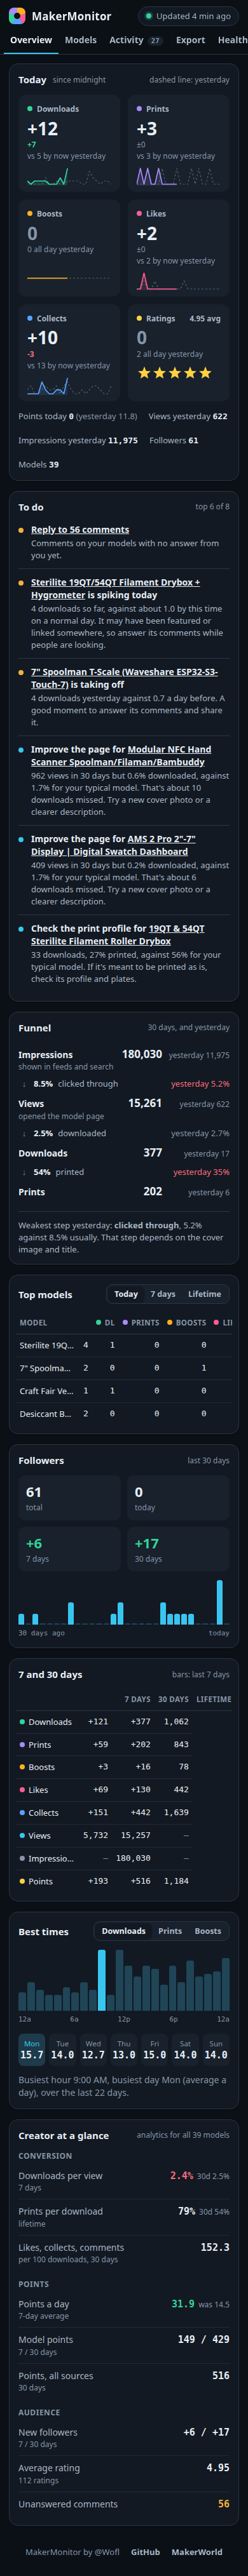 MakerMonitor
Updated 4 min ago
Overview Models Activity 27 Export Health
Today since midnight dashed line: yesterday
Downloads
+12
+7
vs 5 by now yesterday
Prints
+3
±0
vs 3 by now yesterday
Boosts
0
0 all day yesterday
Likes
+2
±0
vs 2 by now yesterday
Collects
+10
-3
vs 13 by now yesterday
Ratings 4.95 avg
0
2 all day yesterday
Points today 0 (yesterday 11.8) Views yesterday 622
Impressions yesterday 11,975 Followers 61
Models 39
To do top 6 of 8
Reply to 56 comments
Comments on your models with no answer from
you yet.
Sterilite 19QT/54QT Filament Drybox +
Hygrometer is spiking today
4 downloads so far, against about 1.0 by this time
on a normal day. It may have been featured or
linked somewhere, so answer its comments while
people are looking.
7" Spoolman T-Scale (Waveshare ESP32-S3-
Touch-7) is taking off
4 downloads yesterday against 0.7 a day before. A
good moment to answer its comments and share
it.
Improve the page for Modular NFC Hand
Scanner Spoolman/Filaman/Bambuddy
962 views in 30 days but 0.6% downloaded, against
1.7% for your typical model. That's about 10
downloads missed. Try a new cover photo or a
clearer description.
Improve the page for AMS 2 Pro 2"-7"
Display | Digital Swatch Dashboard
409 views in 30 days but 0.2% downloaded, against
1.7% for your typical model. That's about 6
downloads missed. Try a new cover photo or a
clearer description.
Check the print profile for 19QT & 54QT
Sterilite Filament Roller Drybox
33 downloads, 27% printed, against 56% for your
typical model. If it's meant to be printed as is,
check its profile and plates.
Funnel 30 days, and yesterday
Impressions 180,030 yesterday 11,975
shown in feeds and search
↓ 8.5% clicked through yesterday 5.2%
Views 15,261 yesterday 622
opened the model page
↓ 2.5% downloaded yesterday 2.7%
Downloads 377 yesterday 17
↓ 54% printed yesterday 35%
Prints 202 yesterday 6
Weakest step yesterday: clicked through, 5.2%
against 8.5% usually. That step depends on the cover
image and title.
Top models Today 7 days Lifetime
MODEL DL PRINTS BOOSTS LI
Sterilite 19Q... 4 1 0 0
7" Spoolma... 2 0 0 1
Craft Fair Ve... 1 1 0 0
Desiccant B... 2 0 0 0
Followers last 30 days
61
total
0
today
+6
7 days
+17
30 days
30 days ago today
7 and 30 days bars: last 7 days
7 DAYS 30 DAYS LIFETIME
Downloads +121 +377 1,062
Prints +59 +202 843
Boosts +3 +16 78
Likes +69 +130 442
Collects +151 +442 1,639
Views 5,732 15,257 —
Impressio... — 180,030 —
Points +193 +516 1,184
Best times Downloads Prints Boosts
12a 6a 12p 6p 12a
Mon Tue Wed Thu Fri Sat Sun
15.7 14.0 12.7 13.0 15.0 14.0 14.0
Busiest hour 9:00 AM, busiest day Mon (average a
day), over the last 22 days.
Creator at a glance analytics for all 39 models
CONVERSION
Downloads per view 2.4% 30d 2.5%
7 days
Prints per download 79% 30d 54%
lifetime
Likes, collects, comments 152.3
per 100 downloads, 30 days
POINTS
Points a day 31.9 was 14.5
7-day average
Model points 149 / 429
7 / 30 days
Points, all sources 516
30 days
AUDIENCE
New followers +6 / +17
7 / 30 days
Average rating 4.95
112 ratings
Unanswered comments 56
MakerMonitor by @Wofl GitHub MakerWorld